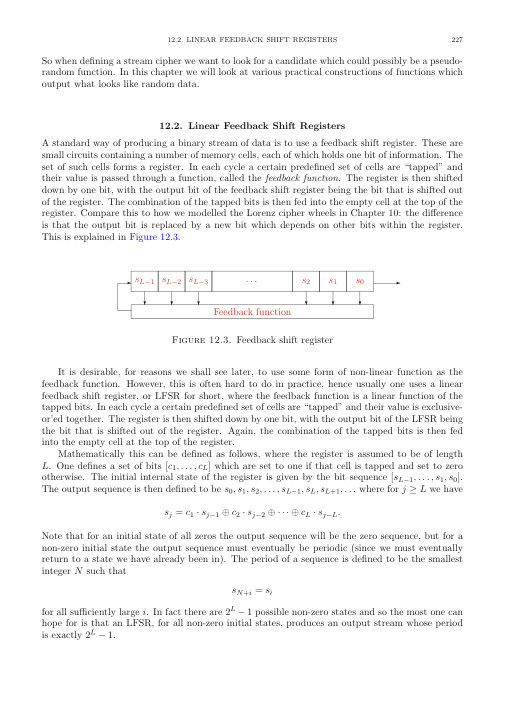 12.2. LINEAR FEEDBACK SHIFT REGISTERS 227
So when defining a stream cipher we want to look for a candidate which could possibly be a pseudo-
random function. In this chapter we will look at various practical constructions of functions which
output what looks like random data.
12.2. Linear Feedback Shift Registers
A standard way of producing a binary stream of data is to use a feedback shift register. These are
small circuits containing a number of memory cells, each of which holds one bit of information. The
set of such cells forms a register. In each cycle a certain predefined set of cells are “tapped” and
their value is passed through a function, called the feedback function. The register is then shifted
down by one bit, with the output bit of the feedback shift register being the bit that is shifted out
of the register. The combination of the tapped bits is then fed into the empty cell at the top of the
register. Compare this to how we modelled the Lorenz cipher wheels in Chapter 10: the difference
is that the output bit is replaced by a new bit which depends on other bits within the register.
This is explained in Figure 12.3.
s_{L−1} s_{L−2} s_{L−3} ··· s_2 s_1 s_0
Feedback function
Figure 12.3. Feedback shift register
It is desirable, for reasons we shall see later, to use some form of non-linear function as the
feedback function. However, this is often hard to do in practice, hence usually one uses a linear
feedback shift register, or LFSR for short, where the feedback function is a linear function of the
tapped bits. In each cycle a certain predefined set of cells are “tapped” and their value is exclusive-
or’ed together. The register is then shifted down by one bit, with the output bit of the LFSR being
the bit that is shifted out of the register. Again, the combination of the tapped bits is then fed
into the empty cell at the top of the register.
Mathematically this can be defined as follows, where the register is assumed to be of length
L. One defines a set of bits [c_1, . . . , c_L] which are set to one if that cell is tapped and set to zero
otherwise. The initial internal state of the register is given by the bit sequence [s_{L−1}, . . . , s_1, s_0].
The output sequence is then defined to be s_0, s_1, s_2, . . . , s_{L−1}, s_L, s_{L+1}, . . . where for j ≥ L we have
s_j = c_1 · s_{j−1} ⊕ c_2 · s_{j−2} ⊕ ··· ⊕ c_L · s_{j−L}.
Note that for an initial state of all zeros the output sequence will be the zero sequence, but for a
non-zero initial state the output sequence must eventually be periodic (since we must eventually
return to a state we have already been in). The period of a sequence is defined to be the smallest
integer N such that
s_{N+i} = s_i
for all sufficiently large i. In fact there are 2^L − 1 possible non-zero states and so the most one can
hope for is that an LFSR, for all non-zero initial states, produces an output stream whose period
is exactly 2^L − 1.